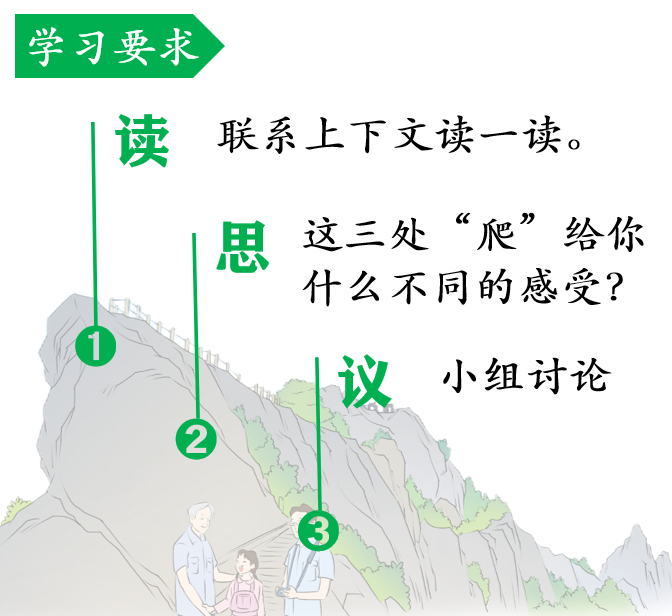 学习要求
读 联系上下文读一读。
思 这三处“爬”给你
什么不同的感受？
议 小组讨论
1
2
3